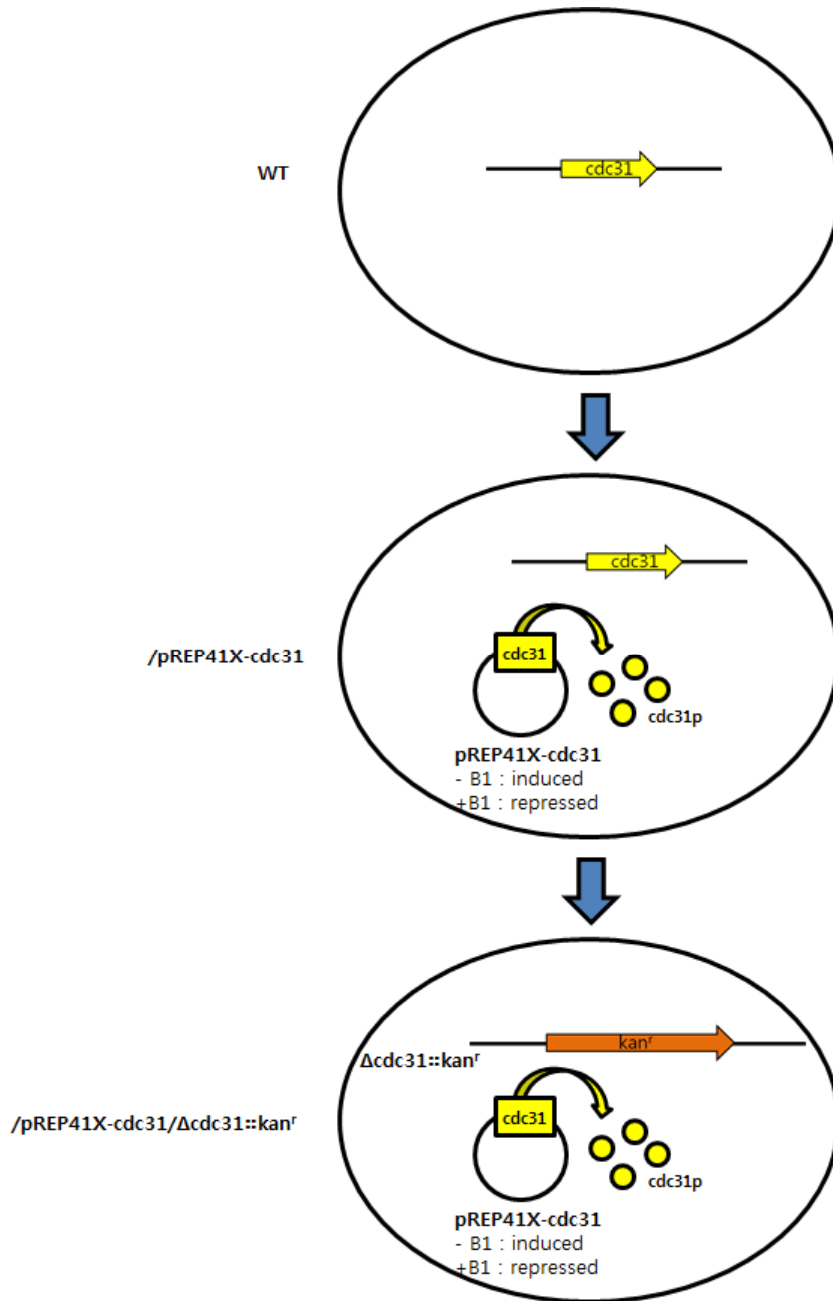 WT
cdc31
cdc31
/pREP41X-cdc31
cdc31
cdc31p
pREP41X-cdc31
- B1 : induced
+B1 : repressed
kanʳ
Δcdc31::kanʳ
/pREP41X-cdc31/Δcdc31::kanʳ
cdc31
cdc31p
pREP41X-cdc31
- B1 : induced
+B1 : repressed